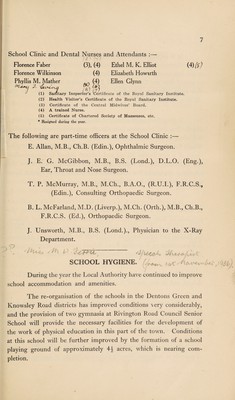 7
School Clinic and Dental Nurses and Attendants :—
Florence Faber (3), (4) Ethel M. K. Elliot (4)
Florence Wilkinson (4) Elizabeth Howarth
Phyllis M. Mather (4) Ellen Glynn
(1) Sanitary Inspector's Certificate of the Royal Sanitary Institute.
(2) Health Visitor's Certificate of the Royal Sanitary Institute.
(3) Certificate of the Central Midwives' Board.
(4) A trained Nurse.
(5) Certificate of Chartered Society of Masseuses, etc.
* Resigned during the year.
The following are part-time officers at the School Clinic :—
E. Allan, M.B., Ch.B. (Edin.), Ophthalmic Surgeon.
J. E. G. McGibbon, M.B., B.S. (Lond.), D.L.O. (Eng.),
Ear, Throat and Nose Surgeon.
T. P. McMurray, M.B., M.Ch., B.A.O., (R.U.I.), F.R.C.S.,
(Edin.), Consulting Orthopaedic Surgeon.
B. L. McFarland, M.D. (Liverp.), M.Ch. (Orth.), M.B., Ch.B.,
F.R.C.S. (Ed.), Orthopaedic Surgeon.
J. Unsworth, M.B., B.S. (Lond.), Physician to the X-Ray
Department.
SCHOOL HYGIENE.
During the year the Local Authority have continued to improve
school accommodation and amenities.
The re-organisation of the schools in the Dentons Green and
Knowsley Road districts has improved conditions very considerably,
and the provision of two gymnasia at Rivington Road Council Senior
School will provide the necessary facilities for the development of
the work of physical education in this part of the town. Conditions
at this school will be further improved by the formation of a school
playing ground of approximately 4½ acres, which is nearing com-
pletion.